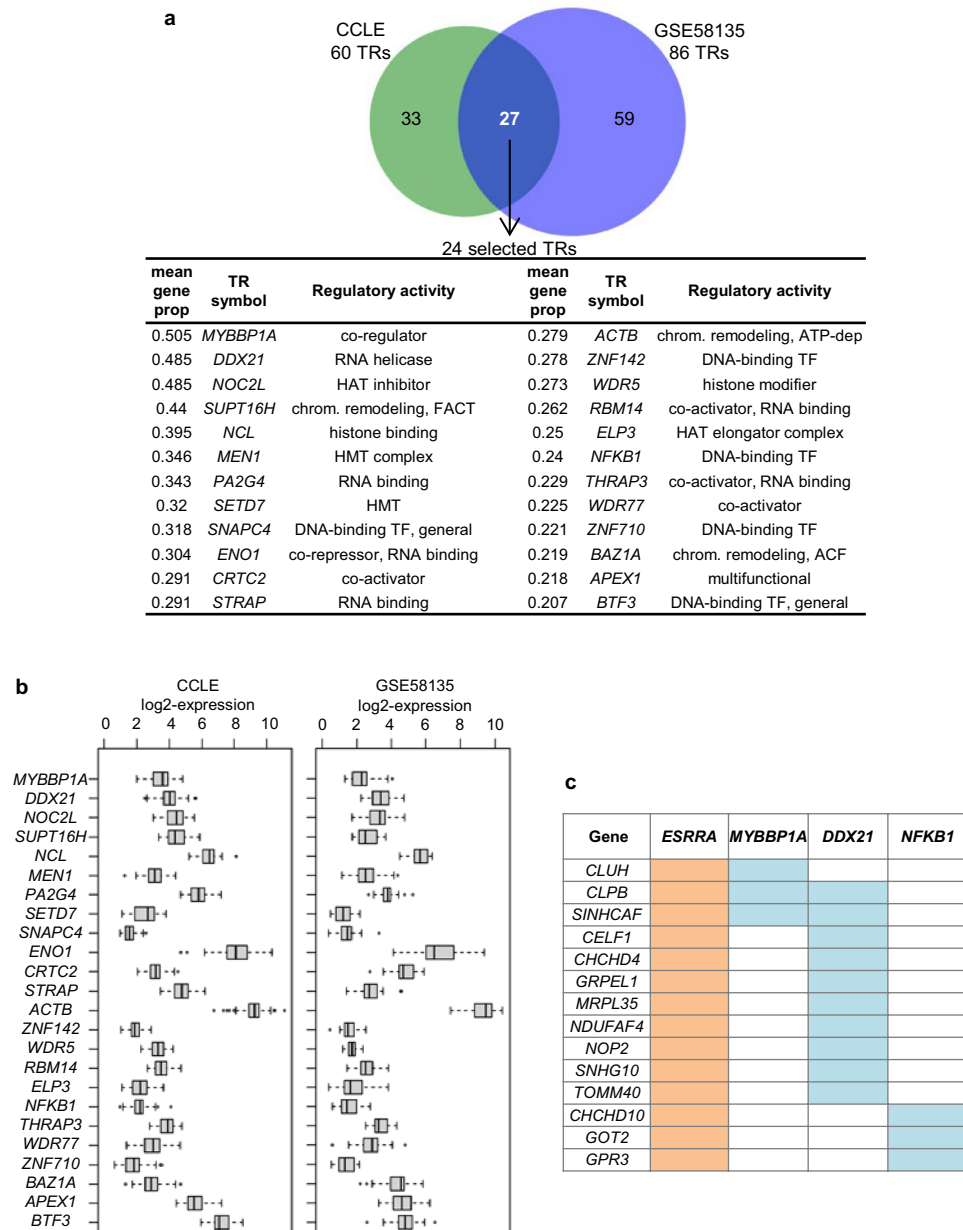 a
CCLE
60 TRs
GSE58135
86 TRs
33
27
59
24 selected TRs
mean gene prop TR symbol Regulatory activity mean gene prop TR symbol Regulatory activity
0.505 MYBBP1A co-regulator 0.279 ACTB chrom. remodeling, ATP-dep
0.485 DDX21 RNA helicase 0.278 ZNF142 DNA-binding TF
0.485 NOC2L HAT inhibitor 0.273 WDR5 histone modifier
0.44 SUPT16H chrom. remodeling, FACT 0.262 RBM14 co-activator, RNA binding
0.395 NCL histone binding 0.25 ELP3 HAT elongator complex
0.346 MEN1 HMT complex 0.24 NFKB1 DNA-binding TF
0.343 PA2G4 RNA binding 0.229 THRAP3 co-activator, RNA binding
0.32 SETD7 HMT 0.225 WDR77 co-activator
0.318 SNAPC4 DNA-binding TF, general 0.221 ZNF710 DNA-binding TF
0.304 ENO1 co-repressor, RNA binding 0.219 BAZ1A chrom. remodeling, ACF
0.291 CRTC2 co-activator 0.218 APEX1 multifunctional
0.291 STRAP RNA binding 0.207 BTF3 DNA-binding TF, general
b
CCLE
log2-expression
0 2 4 6 8 10
GSE58135
log2-expression
0 2 4 6 8 10
MYBBP1A
DDX21
NOC2L
SUPT16H
NCL
MEN1
PA2G4
SETD7
SNAPC4
ENO1
CRTC2
STRAP
ACTB
ZNF142
WDR5
RBM14
ELP3
NFKB1
THRAP3
WDR77
ZNF710
BAZ1A
APEX1
BTF3
c
Gene ESRRA MYBBP1A DDX21 NFKB1
CLUH
CLPB
SINHCAF
CELF1
CHCHD4
GRPEL1
MRPL35
NDUFAF4
NOP2
SNHG10
TOMM40
CHCHD10
GOT2
GPR3